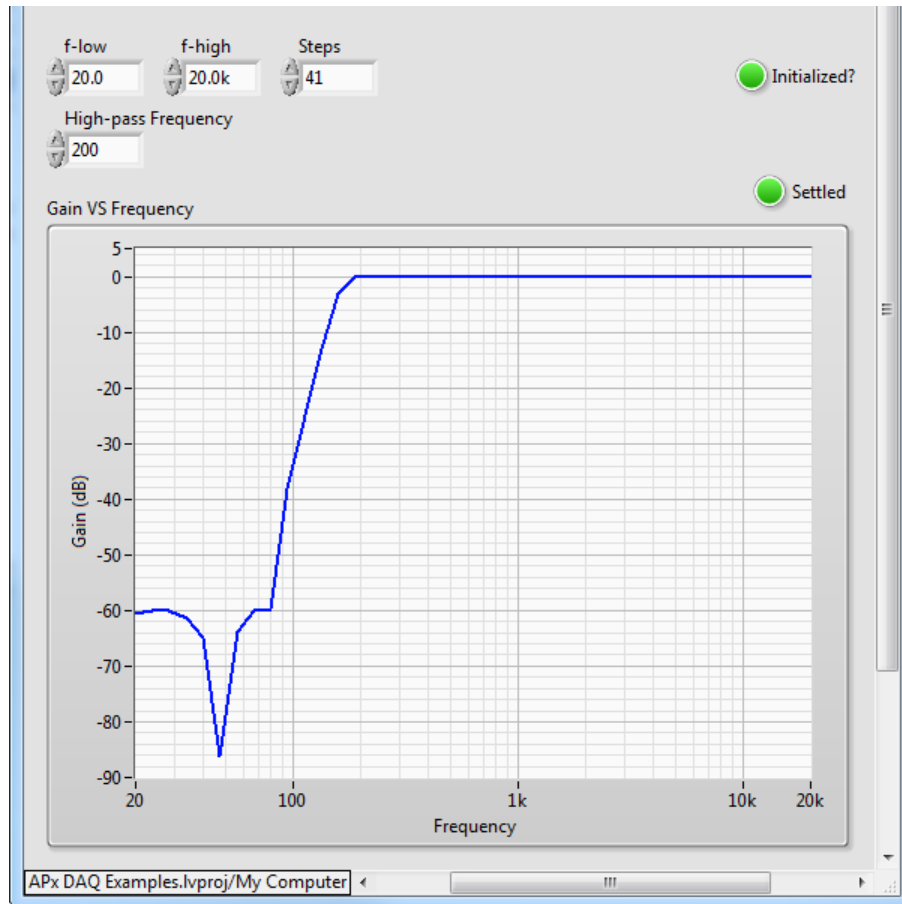 f-low f-high Steps
20.0 20.0k 41
Initialized?
High-pass Frequency
200
Settled
Gain VS Frequency
5
0
-10
-20
-30
-40
-50
-60
-70
-80
-90
Gain (dB)
20 100 1k 10k 20k
Frequency
APx DAQ Examples.lvproj/My Computer